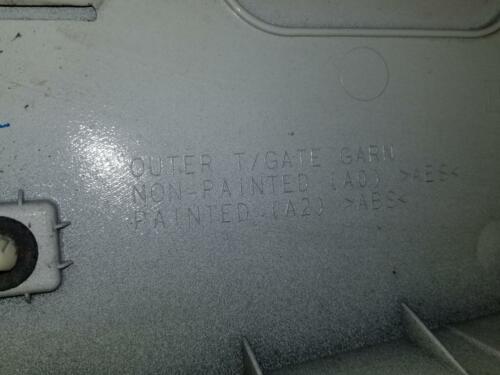 OUTER T/GATE GARN
NON-PAINTED (A0) >ABS<
PAINTED (A2) >ABS<